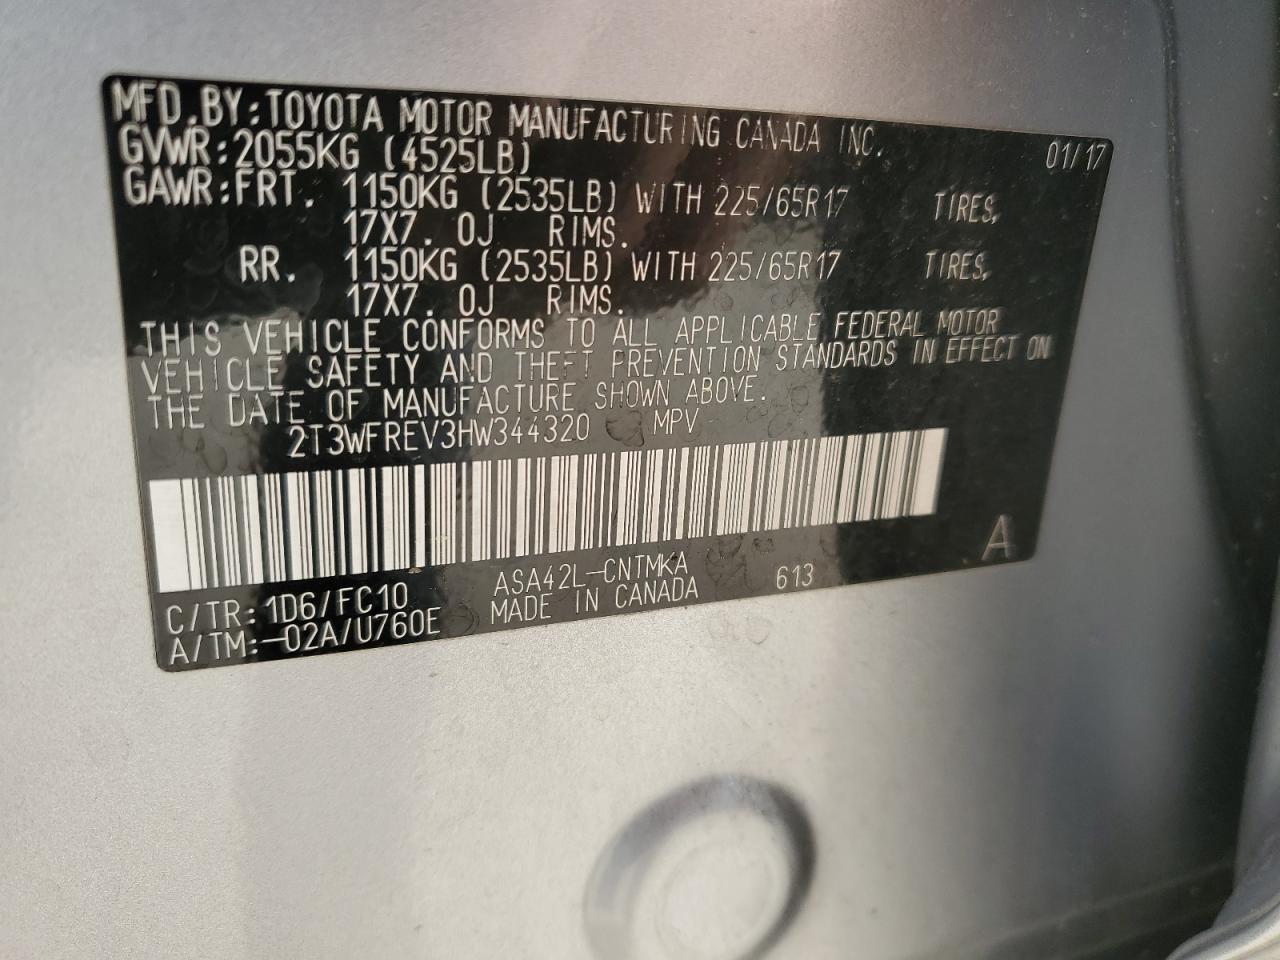 MFD.BY:TOYOTA MOTOR MANUFACTURING CANADA INC. 01/17
GVWR:2055KG (4525LB)
GAWR:FRT. 1150KG (2535LB) WITH 225/65R17 TIRES,
17X7.0J RIMS.
RR. 1150KG (2535LB) WITH 225/65R17 TIRES,
17X7.0J RIMS.
THIS VEHICLE CONFORMS TO ALL APPLICABLE FEDERAL MOTOR
VEHICLE SAFETY AND THEFT PREVENTION STANDARDS IN EFFECT ON
THE DATE OF MANUFACTURE SHOWN ABOVE.
2T3WFREV3HW344320 MPV
A
C/TR:1D6/FC10 ASA42L-CNTMKA 613
A/TM:-02A/U760E MADE IN CANADA